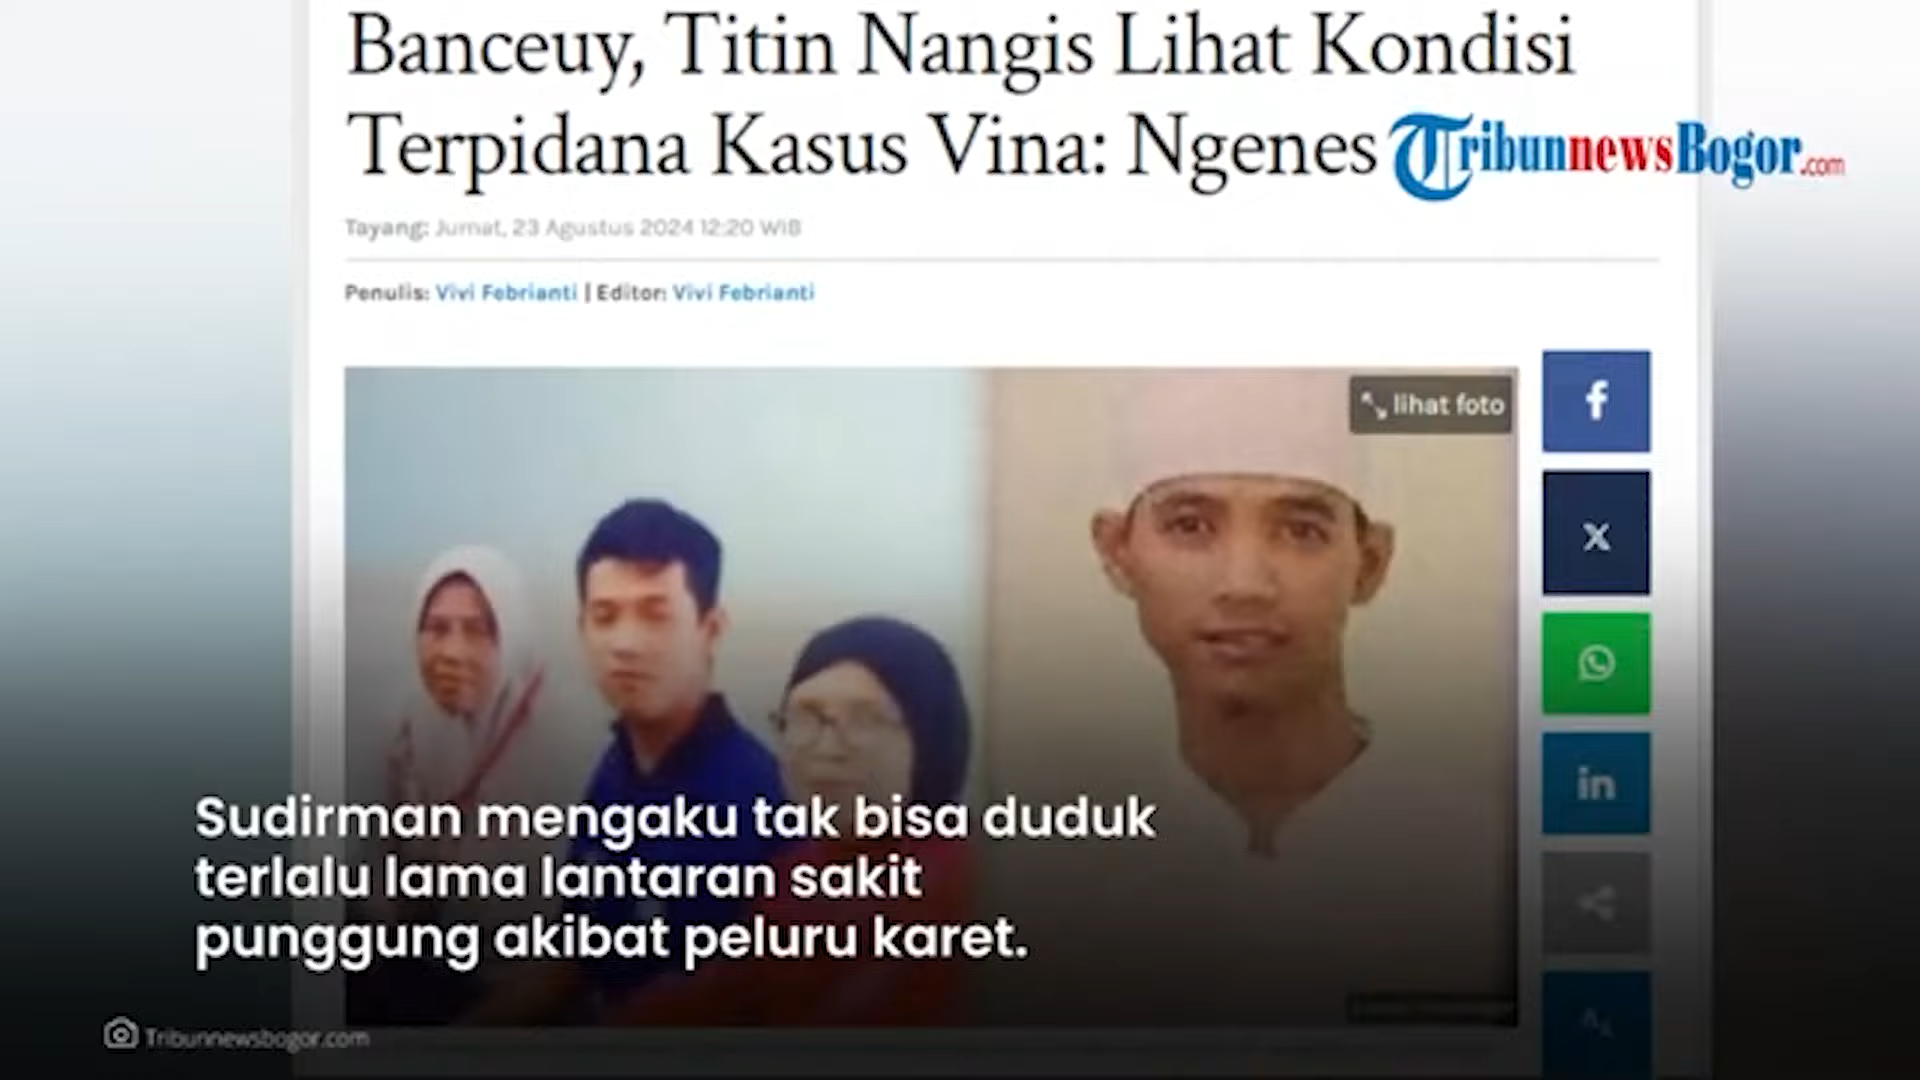 Banceuy, Titin Nangis Lihat Kondisi
Terpidana Kasus Vina: Ngenes
TribunnewsBogor.com
Tayang: Jumat, 23 Agustus 2024 12:20 WIB
Penulis: Vivi Febrianti | Editor: Vivi Febrianti
lihat foto
f
X
in
Sudirman mengaku tak bisa duduk
terlalu lama lantaran sakit
punggung akibat peluru karet.
Tribunnewsbogor.com